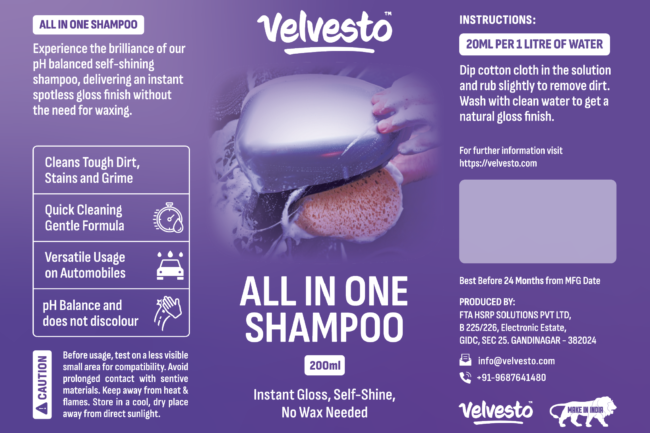 ALL IN ONE SHAMPOO
Experience the brilliance of our
pH balanced self-shining
shampoo, delivering an instant
spotless gloss finish without
the need for waxing.
Cleans Tough Dirt,
Stains and Grime
Quick Cleaning
Gentle Formula
Versatile Usage
on Automobiles
pH Balance and
does not discolour
CAUTION
Before usage, test on a less visible
small area for compatibility. Avoid
prolonged contact with sentive
materials. Keep away from heat &
flames. Store in a cool, dry place
away from direct sunlight.
Velvesto™
ALL IN ONE
SHAMPOO
200ml
Instant Gloss, Self-Shine,
No Wax Needed
INSTRUCTIONS:
20ML PER 1 LITRE OF WATER
Dip cotton cloth in the solution
and rub slightly to remove dirt.
Wash with clean water to get a
natural gloss finish.
For further information visit
https://velvesto.com
Best Before 24 Months from MFG Date
PRODUCED BY:
FTA HSRP SOLUTIONS PVT LTD,
B 225/226, Electronic Estate,
GIDC, SEC 25. GANDINAGAR - 382024
info@velvesto.com
+91-9687641480
Velvesto™
MAKE IN INDIA